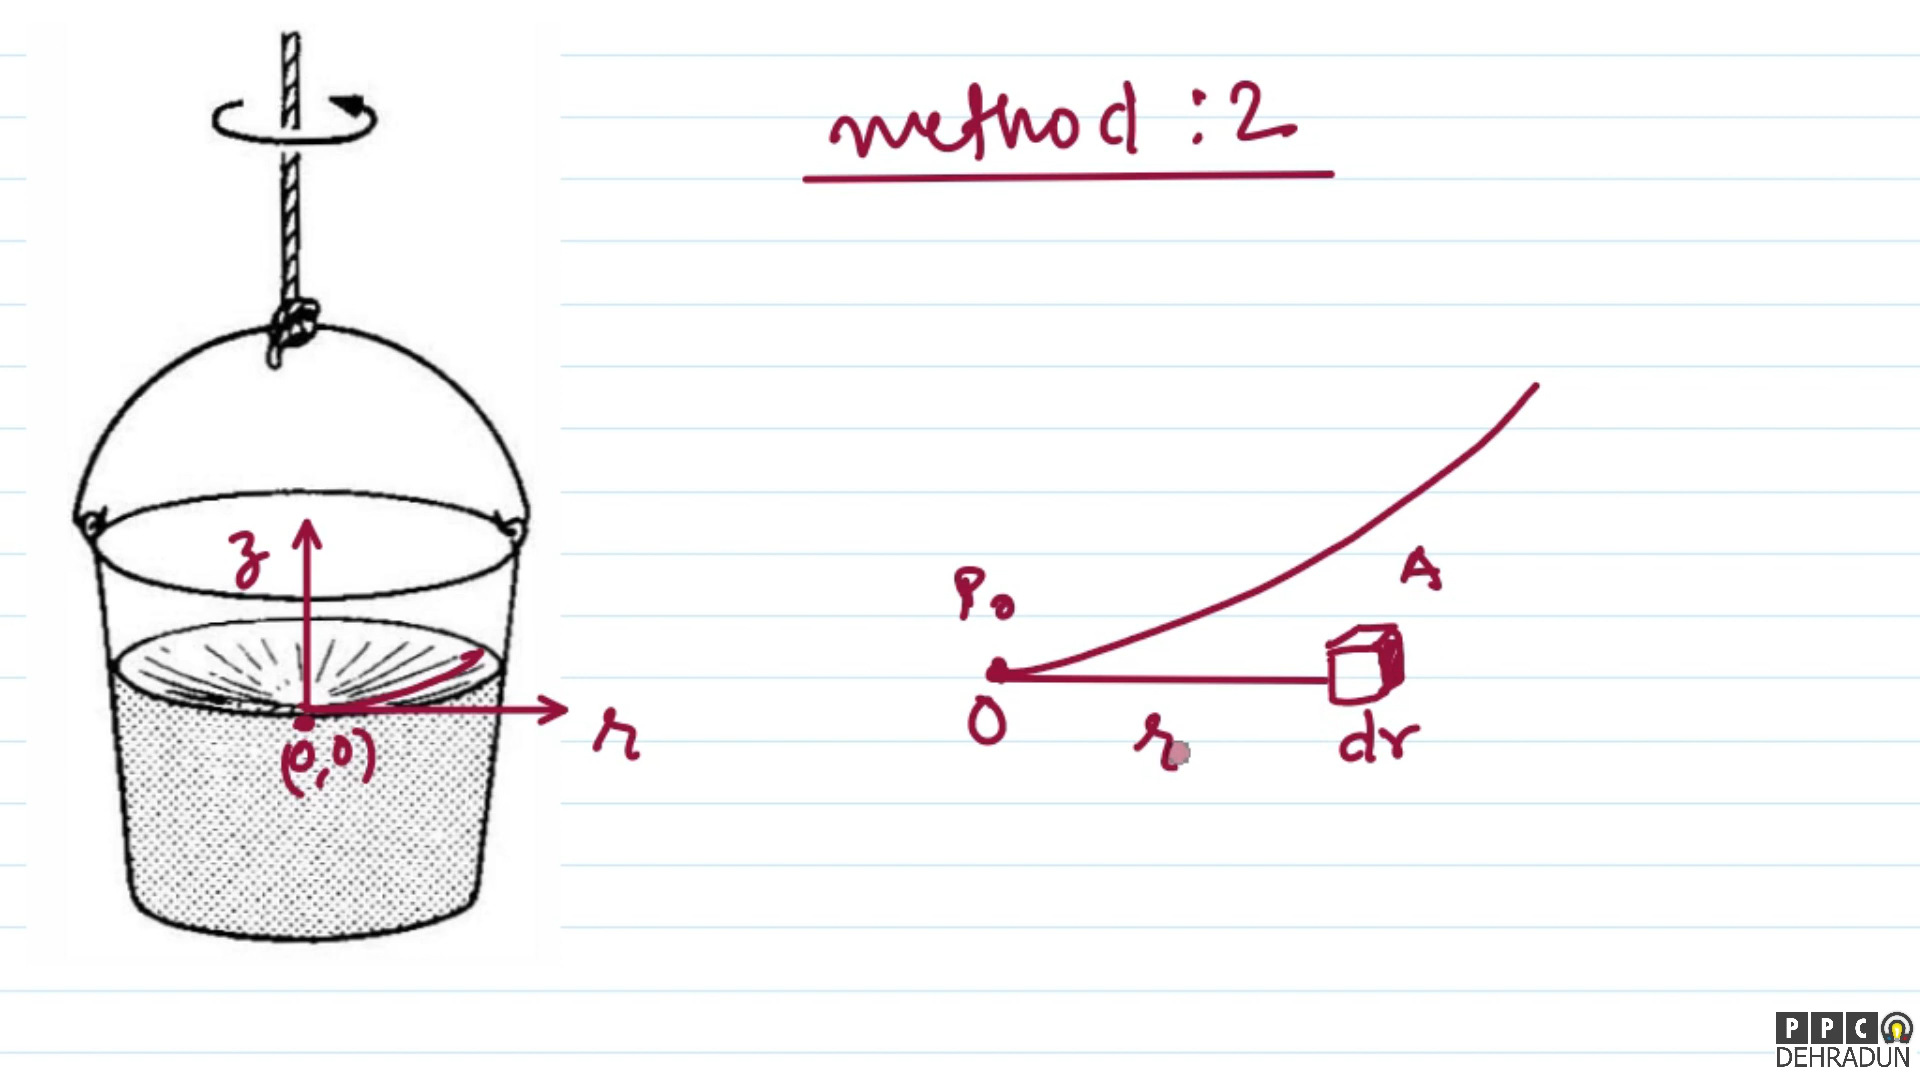 method : 2
z
r
(0,0)
P₀
A
O
r
dr
PPC
DEHRADUN